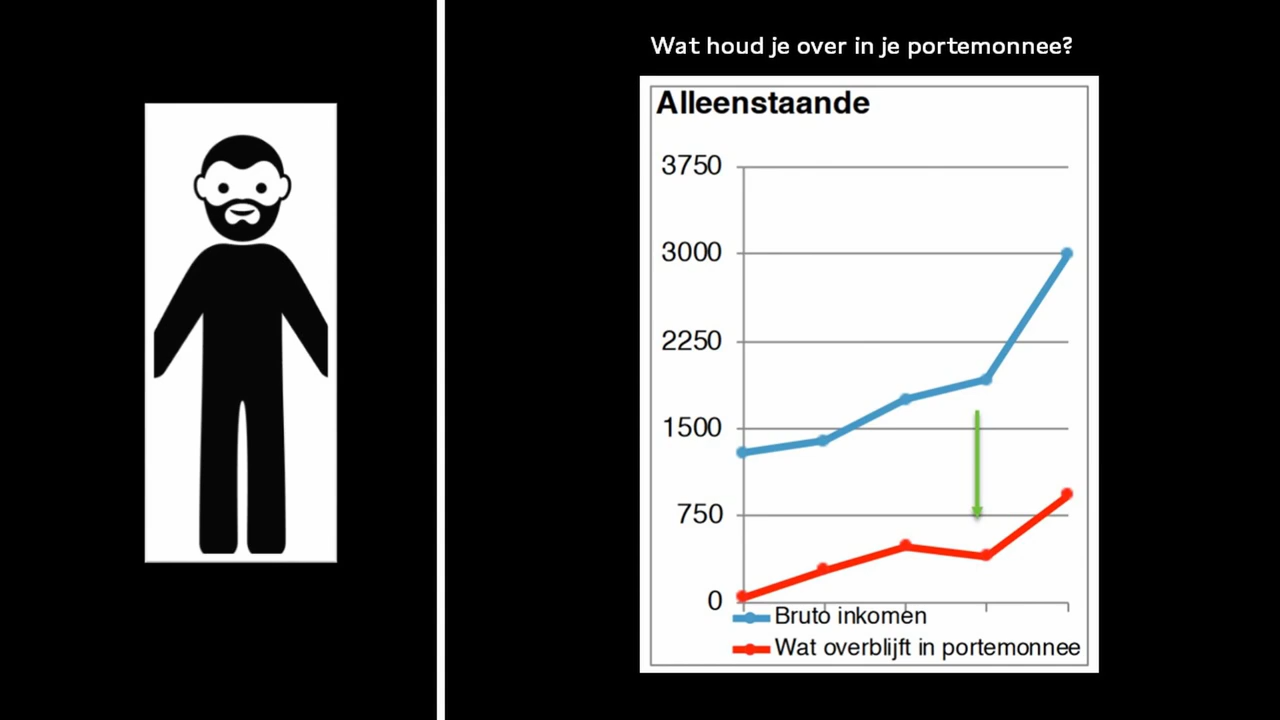 Wat houd je over in je portemonnee?
Alleenstaande
3750
3000
2250
1500
750
0
Bruto inkomen
Wat overblijft in portemonnee